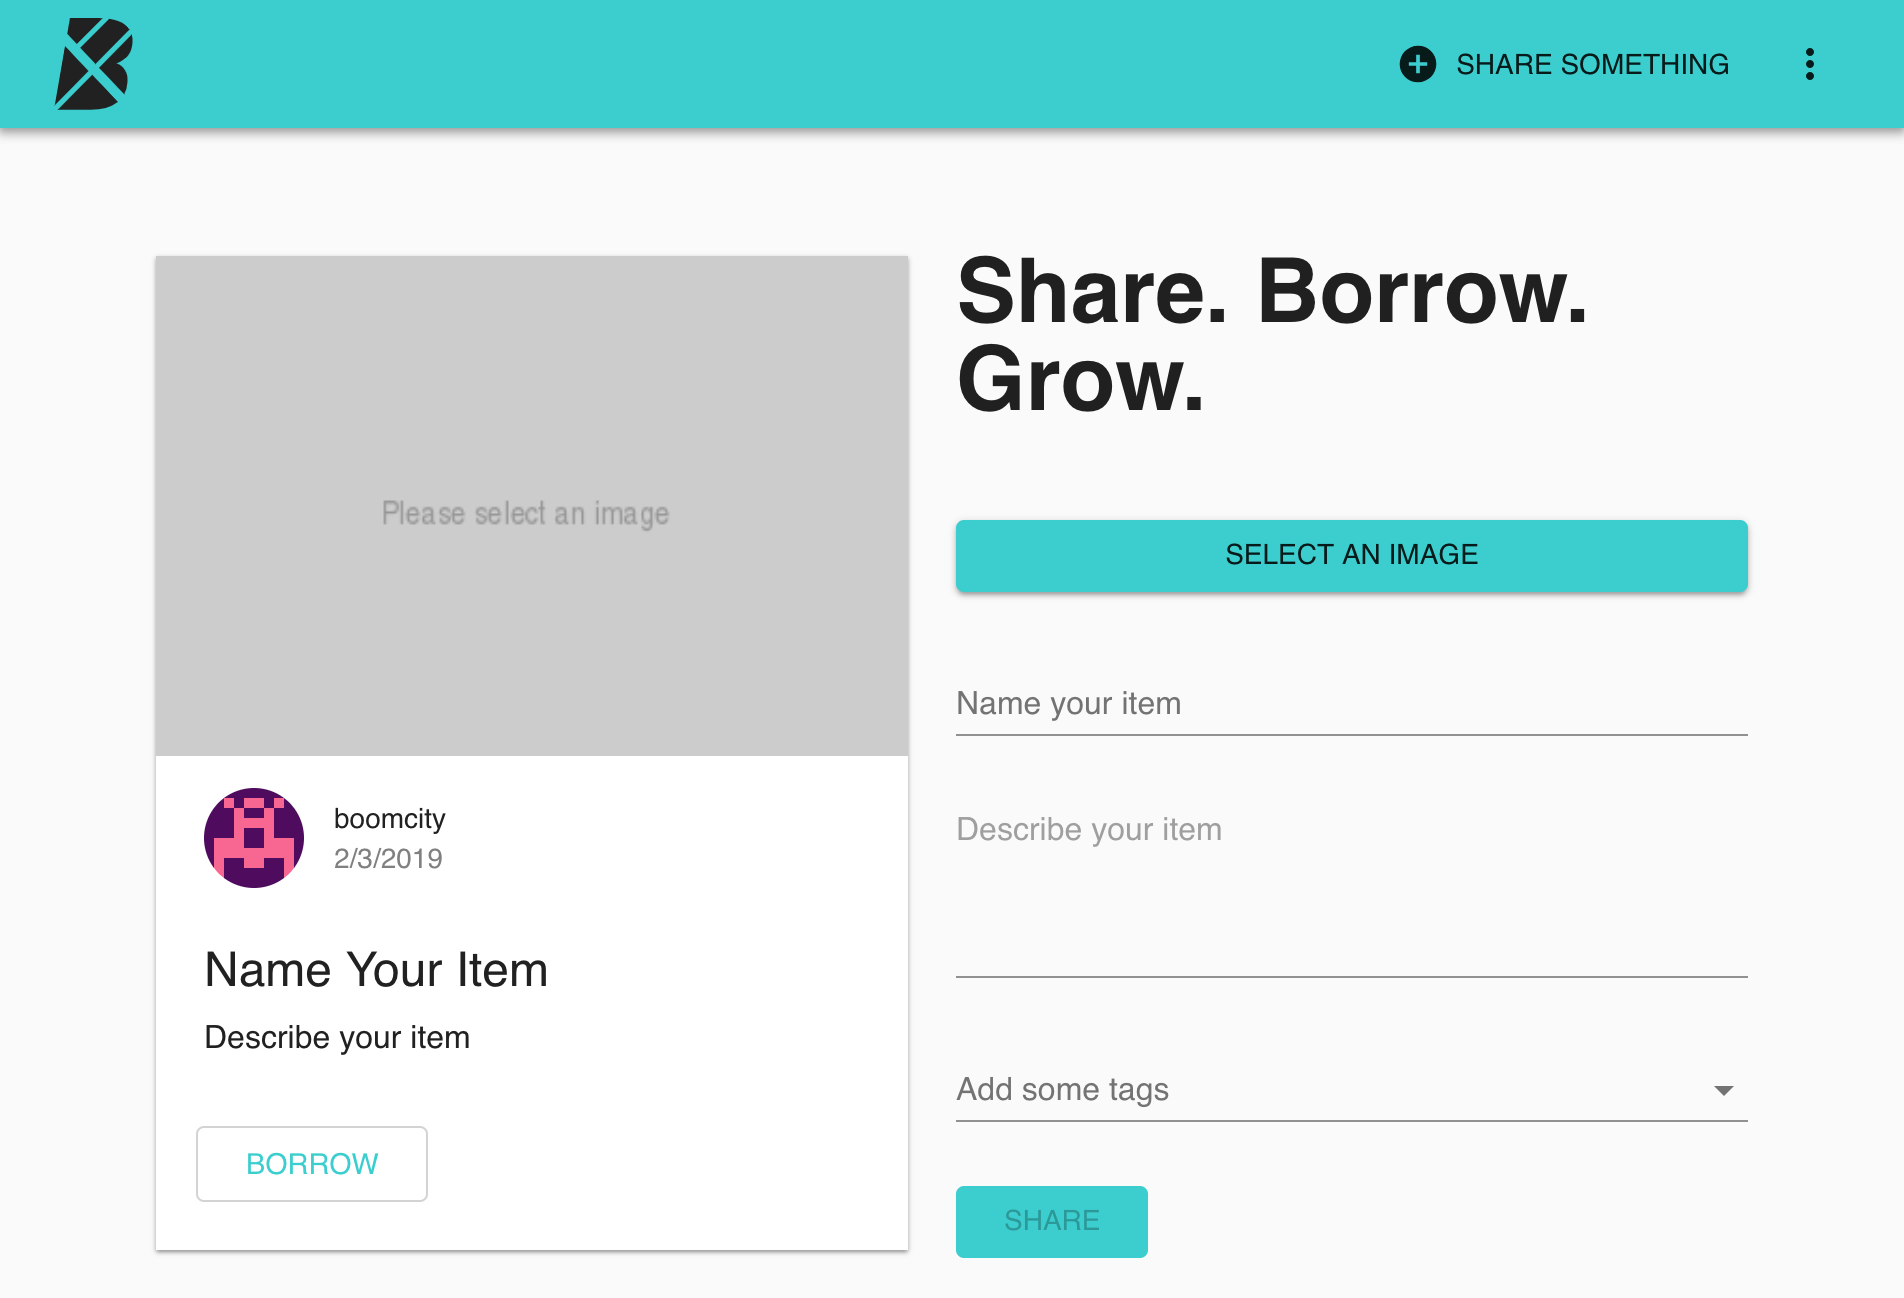 SHARE SOMETHING
Please select an image
boomcity
2/3/2019
Name Your Item
Describe your item
BORROW
Share. Borrow.
Grow.
SELECT AN IMAGE
Name your item
Describe your item
Add some tags
SHARE